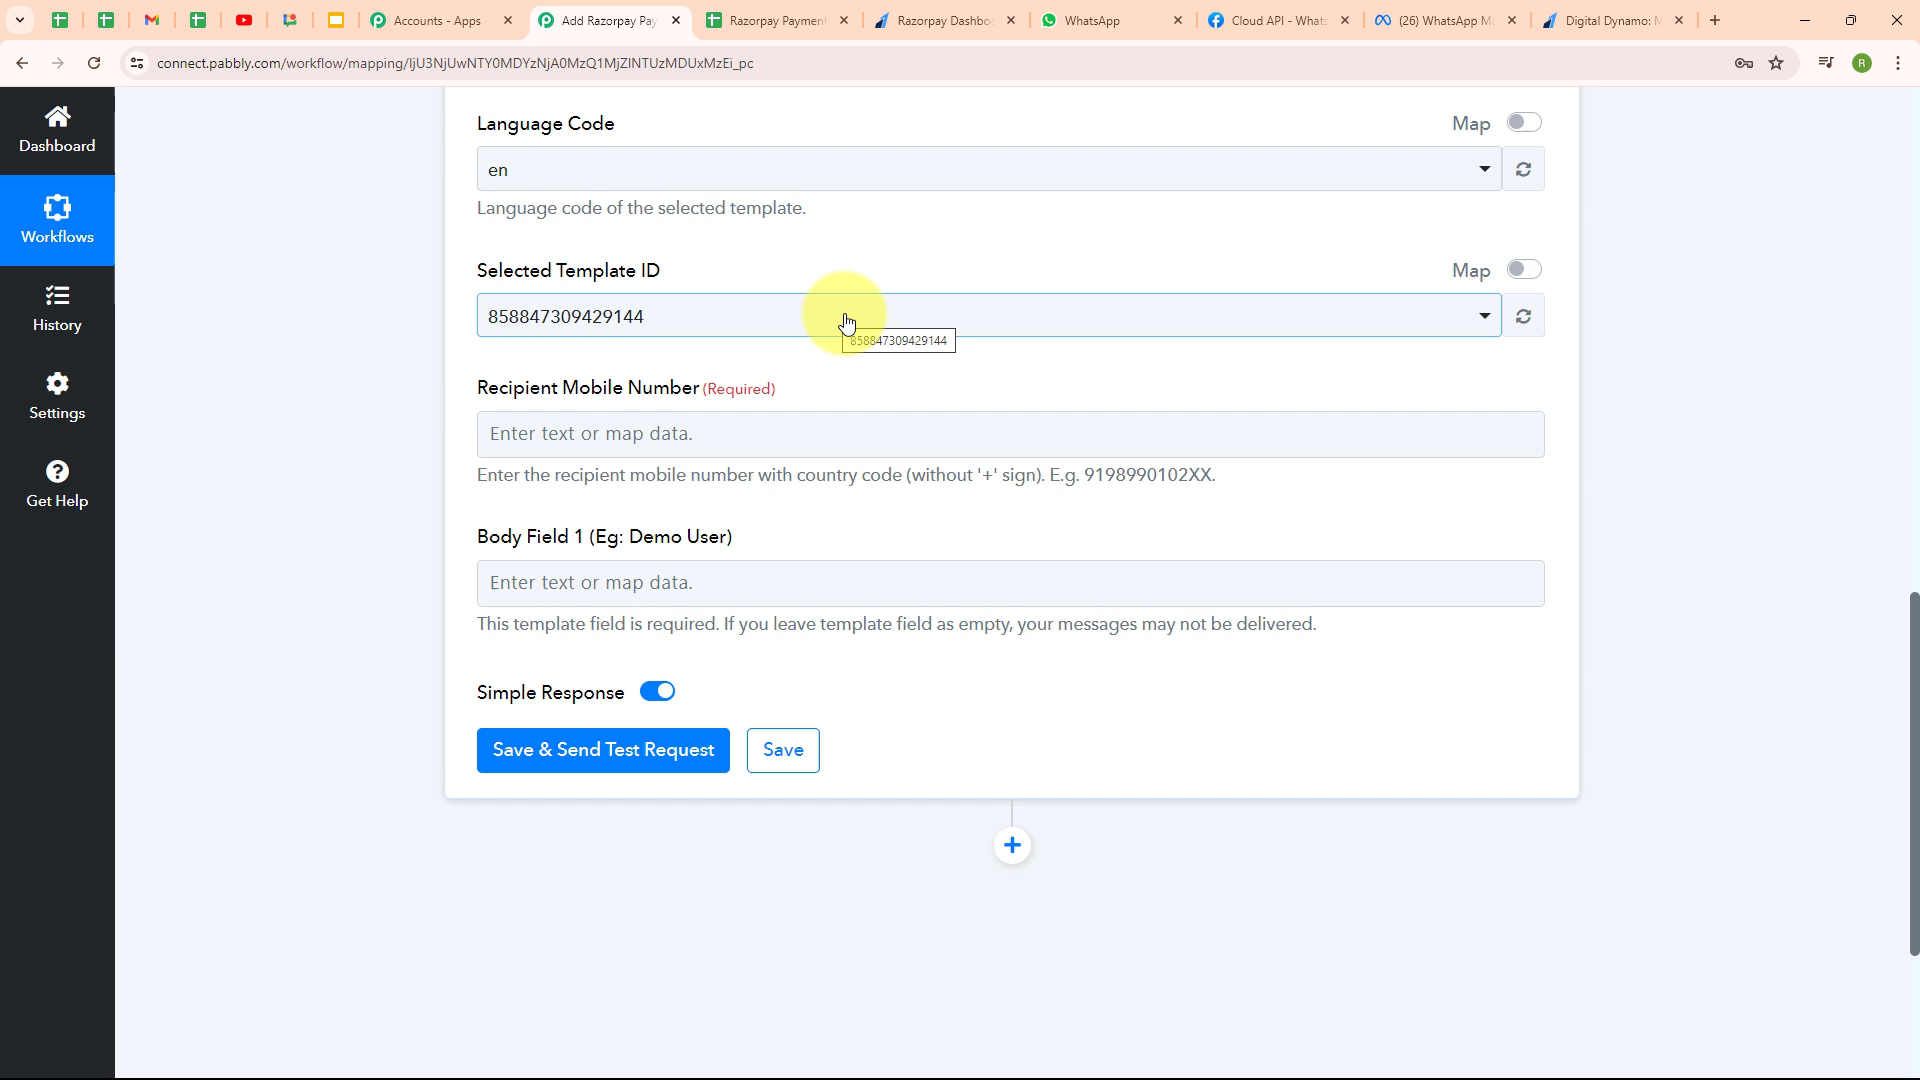 Accounts - Apps
Add Razorpay Pay
Razorpay Payment
Razorpay Dashbo
WhatsApp
Cloud API - Whats
(26) WhatsApp M
Digital Dynamo: M
connect.pabbly.com/workflow/mapping/IjU3NjUwNTY0MDYzNjA0MzQ1MjZINTUzMDUxMzEi_pc
R
Dashboard
Workflows
History
Settings
Get Help
Language Code
Map
en
Language code of the selected template.
Selected Template ID
Map
858847309429144
858847309429144
Recipient Mobile Number (Required)
Enter text or map data.
Enter the recipient mobile number with country code (without '+' sign). E.g. 9198990102XX.
Body Field 1 (Eg: Demo User)
Enter text or map data.
This template field is required. If you leave template field as empty, your messages may not be delivered.
Simple Response
Save & Send Test Request
Save